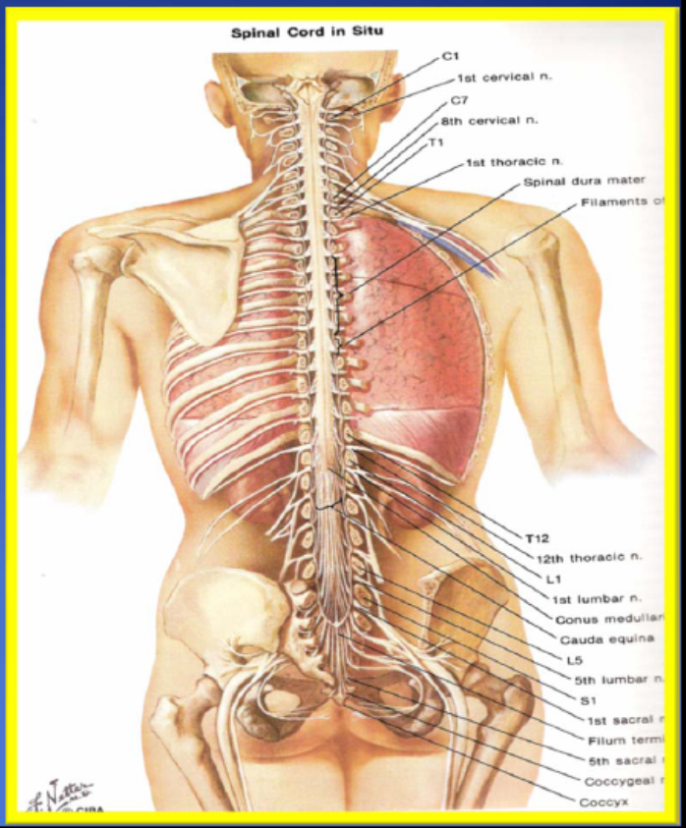 Spinal Cord in Situ
C1
1st cervical n.
C7
8th cervical n.
T1
1st thoracic n.
Spinal dura mater
Filaments of
T12
12th thoracic n.
L1
1st lumbar n.
Conus medullar
Cauda equina
L5
5th lumbar n.
S1
1st sacral
Filum termi
5th sacral
Coccygeal
Coccyx
F. Netter
M.D.
© CIBA